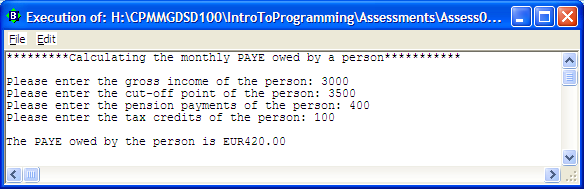 Execution of: H:\CPMMGDSD100\IntroToProgramming\Assessments\Assess0...
File Edit
*********Calculating the monthly PAYE owed by a person***********
Please enter the gross income of the person: 3000
Please enter the cut-off point of the person: 3500
Please enter the pension payments of the person: 400
Please enter the tax credits of the person: 100
The PAYE owed by the person is EUR420.00